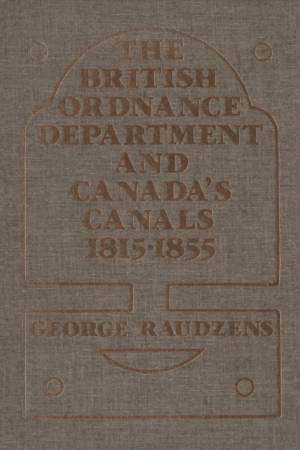 THE
BRITISH
ORDNANCE
DEPARTMENT
AND
CANADA'S
CANALS
1815·1855
GEORGE RAUDZENS